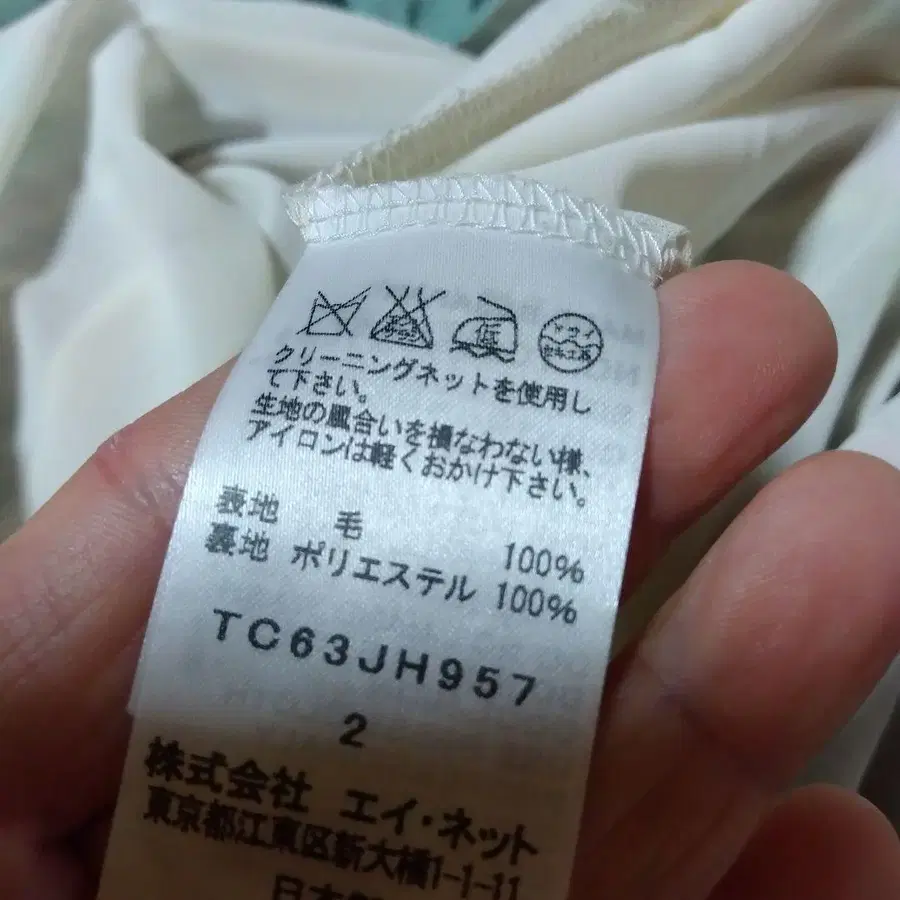 低
クリーニングネットを使用し
て下さい。
生地の風合いを損なわない様、
アイロンは軽くおかけ下さい。
表地 毛 100%
裏地 ポリエステル 100%
TC63JH957
2
株式会社 エイ・ネット
東京都江東区新大橋1-1-11
日本